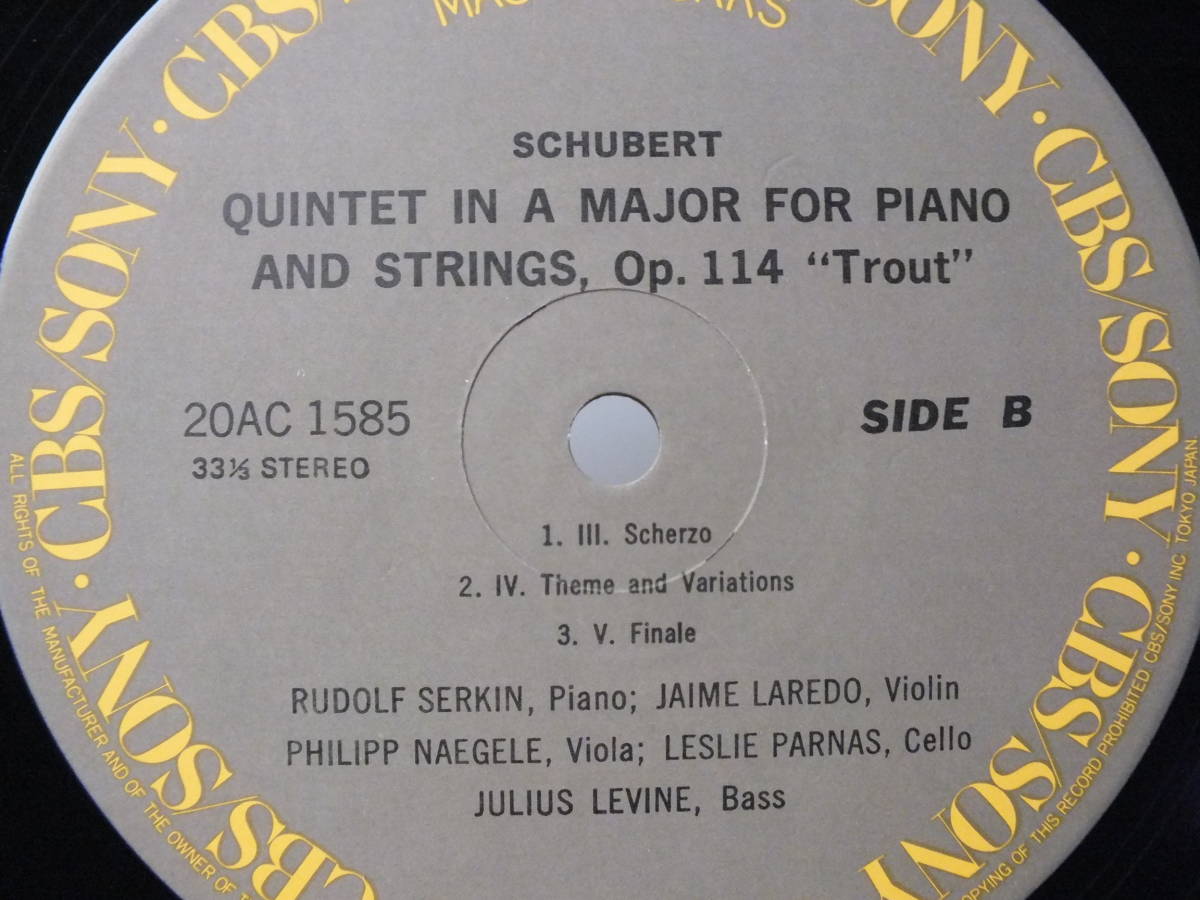 CBS/SONY · CBS/SONY · CBS/SONY · CBS/SONY
SCHUBERT
QUINTET IN A MAJOR FOR PIANO
AND STRINGS, Op. 114 “Trout”
20AC 1585
SIDE B
33⅓ STEREO
1. III. Scherzo
2. IV. Theme and Variations
3. V. Finale
RUDOLF SERKIN, Piano; JAIME LAREDO, Violin
PHILIPP NAEGELE, Viola; LESLIE PARNAS, Cello
JULIUS LEVINE, Bass
ALL RIGHTS OF THE MANUFACTURER AND OF THE OWNER OF
OF THIS RECORD PROHIBITED CBS/SONY INC TOKYO JAPAN